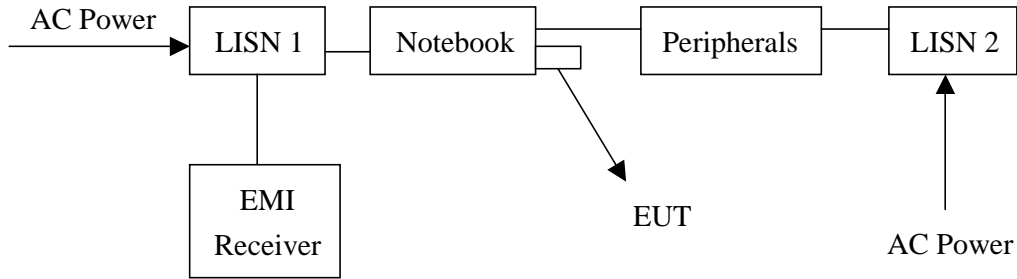 AC Power
LISN 1
Notebook
Peripherals
LISN 2
EMI
Receiver
EUT
AC Power